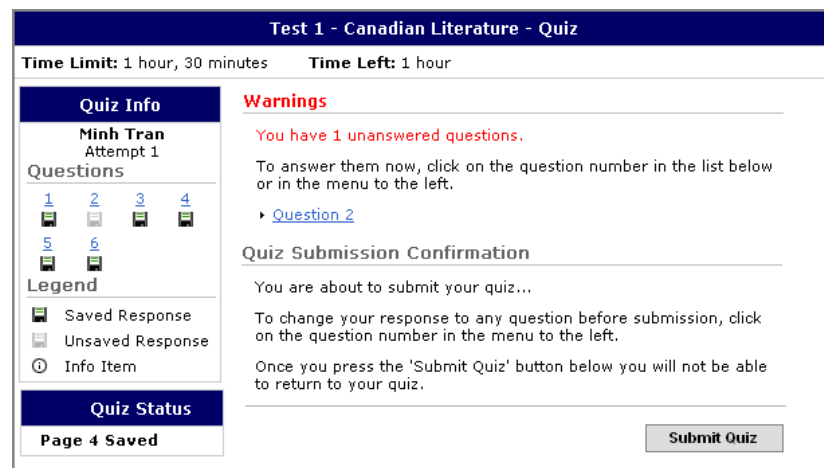 Test 1 - Canadian Literature - Quiz
Time Limit: 1 hour, 30 minutes Time Left: 1 hour
Quiz Info
Minh Tran
Attempt 1
Questions
1 2 3 4
5 6
Legend
Saved Response
Unsaved Response
Info Item
Quiz Status
Page 4 Saved
Warnings
You have 1 unanswered questions.
To answer them now, click on the question number in the list below
or in the menu to the left.
Question 2
Quiz Submission Confirmation
You are about to submit your quiz...
To change your response to any question before submission, click
on the question number in the menu to the left.
Once you press the 'Submit Quiz' button below you will not be able
to return to your quiz.
Submit Quiz